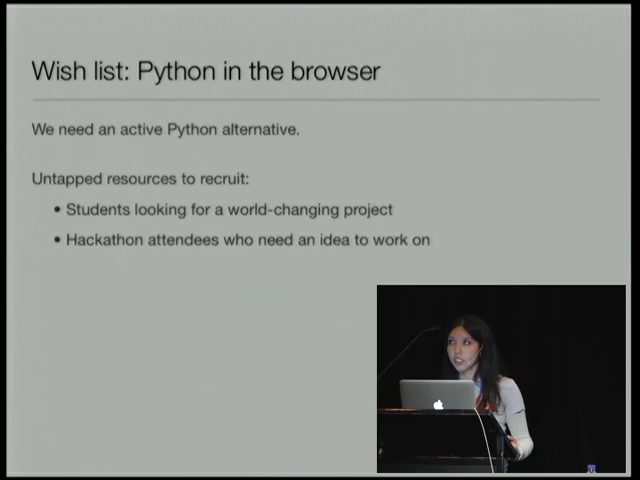 Wish list: Python in the browser
We need an active Python alternative.
Untapped resources to recruit:
• Students looking for a world-changing project
• Hackathon attendees who need an idea to work on